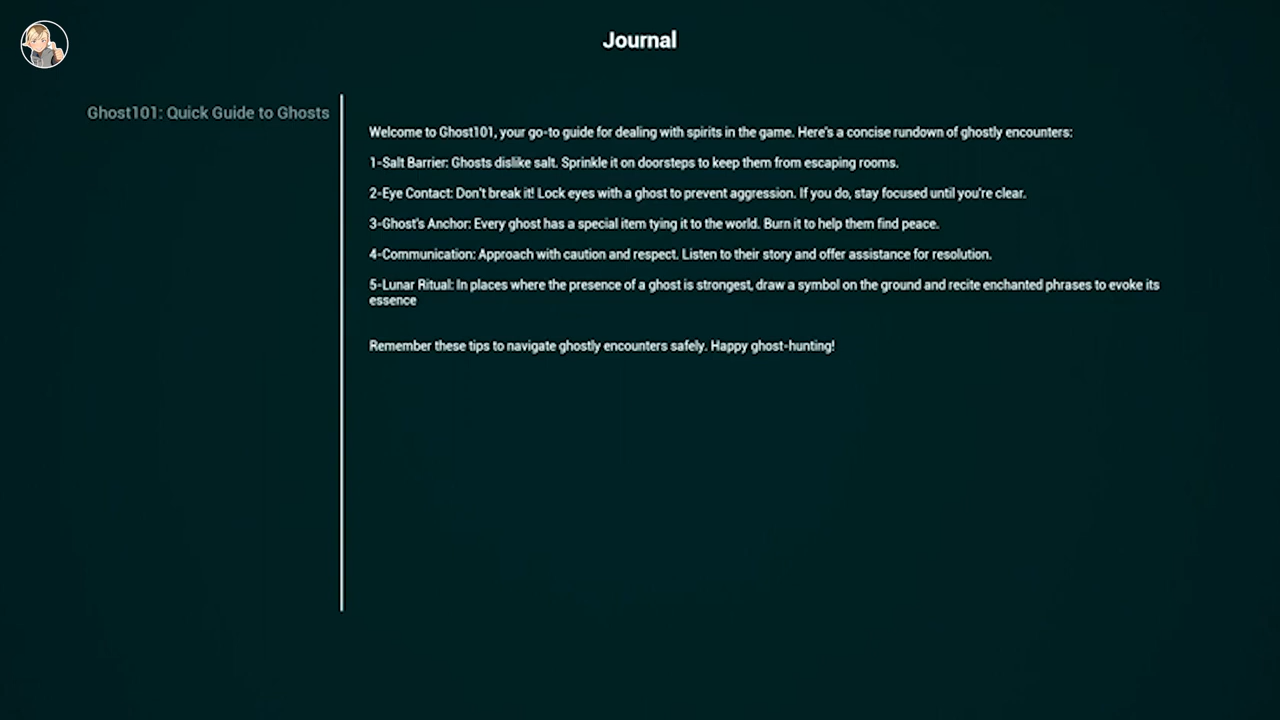 Journal
Ghost101: Quick Guide to Ghosts
Welcome to Ghost101, your go-to guide for dealing with spirits in the game. Here's a concise rundown of ghostly encounters:
1-Salt Barrier: Ghosts dislike salt. Sprinkle it on doorsteps to keep them from escaping rooms.
2-Eye Contact: Don't break it! Lock eyes with a ghost to prevent aggression. If you do, stay focused until you're clear.
3-Ghost's Anchor: Every ghost has a special item tying it to the world. Burn it to help them find peace.
4-Communication: Approach with caution and respect. Listen to their story and offer assistance for resolution.
5-Lunar Ritual: In places where the presence of a ghost is strongest, draw a symbol on the ground and recite enchanted phrases to evoke its
essence
Remember these tips to navigate ghostly encounters safely. Happy ghost-hunting!